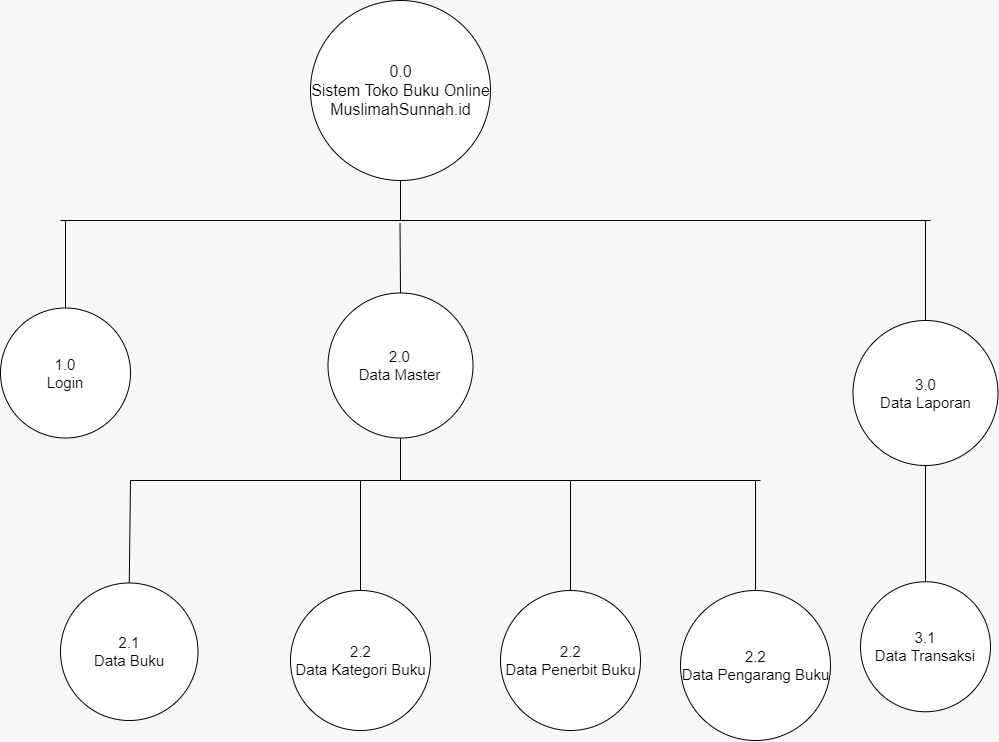 0.0
Sistem Toko Buku Online
MuslimahSunnah.id
1.0
Login
2.0
Data Master
3.0
Data Laporan
2.1
Data Buku
2.2
Data Kategori Buku
2.2
Data Penerbit Buku
2.2
Data Pengarang Buku
3.1
Data Transaksi